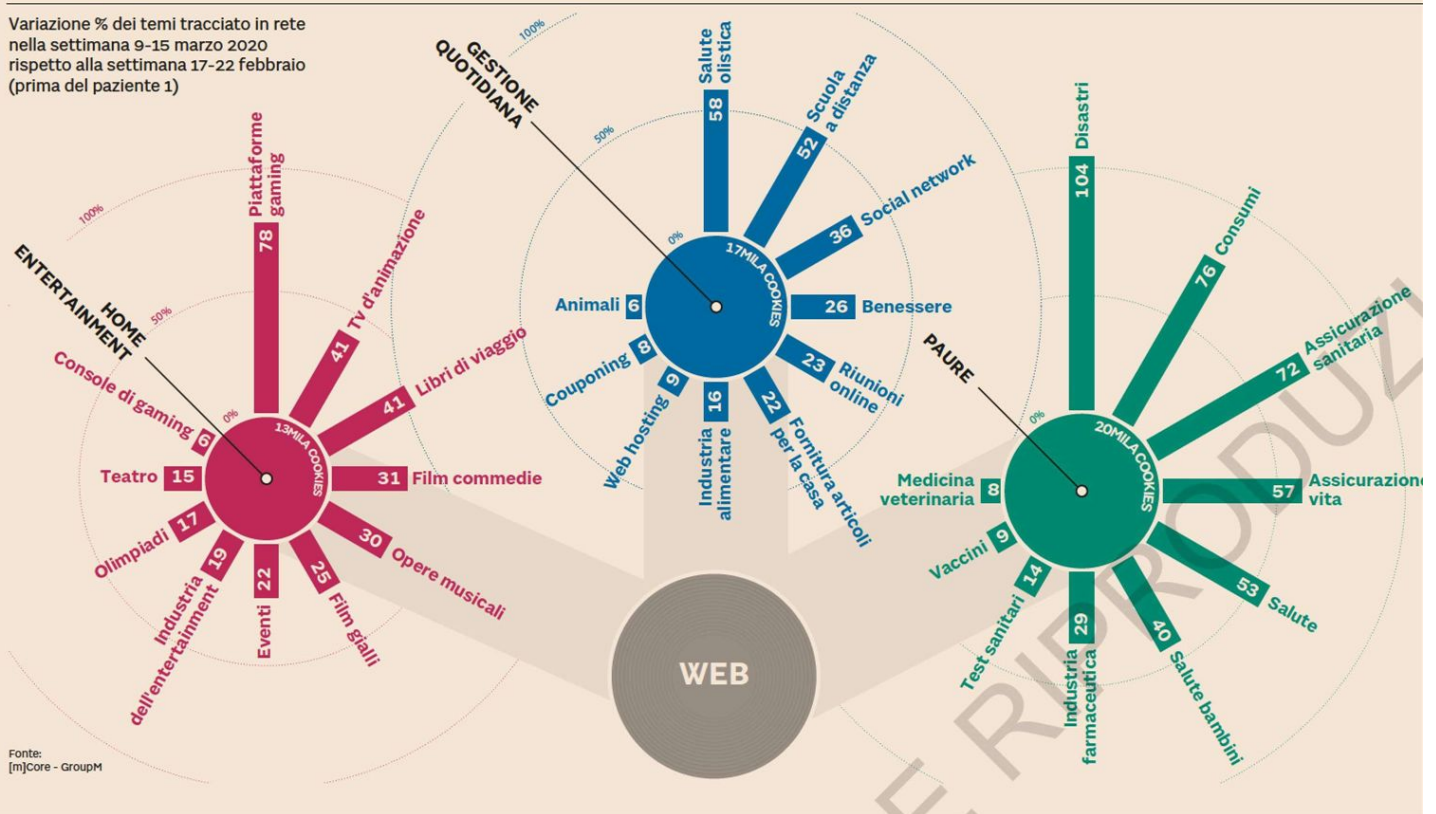 Variazione % dei temi tracciato in rete
nella settimana 9-15 marzo 2020
rispetto alla settimana 17-22 febbraio
(prima del paziente 1)
HOME
ENTERTAINMENT
100%
50%
0%
13MILA COOKIES
Piattaforme
gaming
78
Tv d'animazione
41
Libri di viaggio
41
31 Film commedie
30
Opere musicali
25
Film gialli
22
Eventi
19
Industria
dell'entertainment
17
Olimpiadi
Teatro 15
Console di gaming 6
GESTIONE
QUOTIDIANA
100%
50%
0%
17MILA COOKIES
Salute
olistica
58
Scuola
a distanza
52
36 Social network
26 Benessere
23
Riunioni
online
22
Fornitura articoli
per la casa
16
Industria
alimentare
9
Web hosting
Couponing 8
Animali 6
PAURE
0%
20MILA COOKIES
Disastri
104
Consumi
76
Assicurazione
sanitaria
72
57
Assicurazione
vita
53
Salute
40
Salute bambini
29
Industria
farmaceutica
14
Test sanitari
Vaccini 9
Medicina
veterinaria
8
WEB
Fonte:
[m]Core - GroupM
E RIPRODUZI